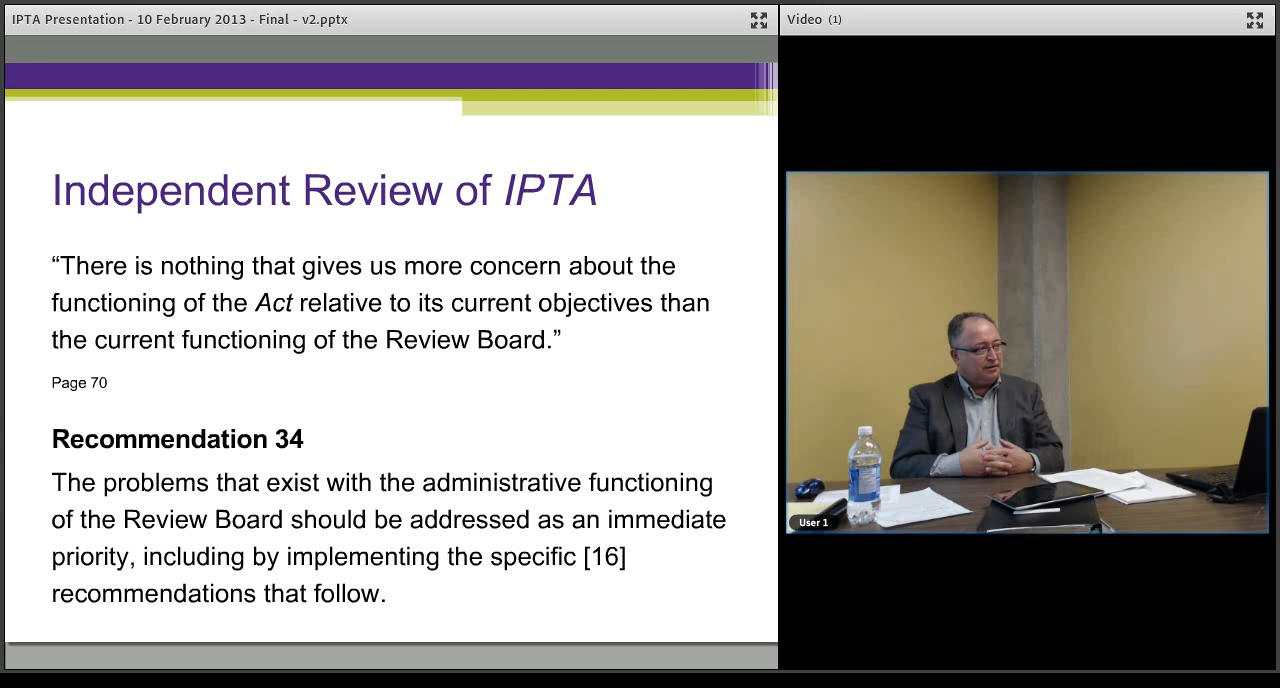 IPTA Presentation - 10 February 2013 - Final - v2.pptx
Video (1)
Independent Review of IPTA
“There is nothing that gives us more concern about the
functioning of the Act relative to its current objectives than
the current functioning of the Review Board.”
Page 70
Recommendation 34
The problems that exist with the administrative functioning
of the Review Board should be addressed as an immediate
priority, including by implementing the specific [16]
recommendations that follow.
User 1